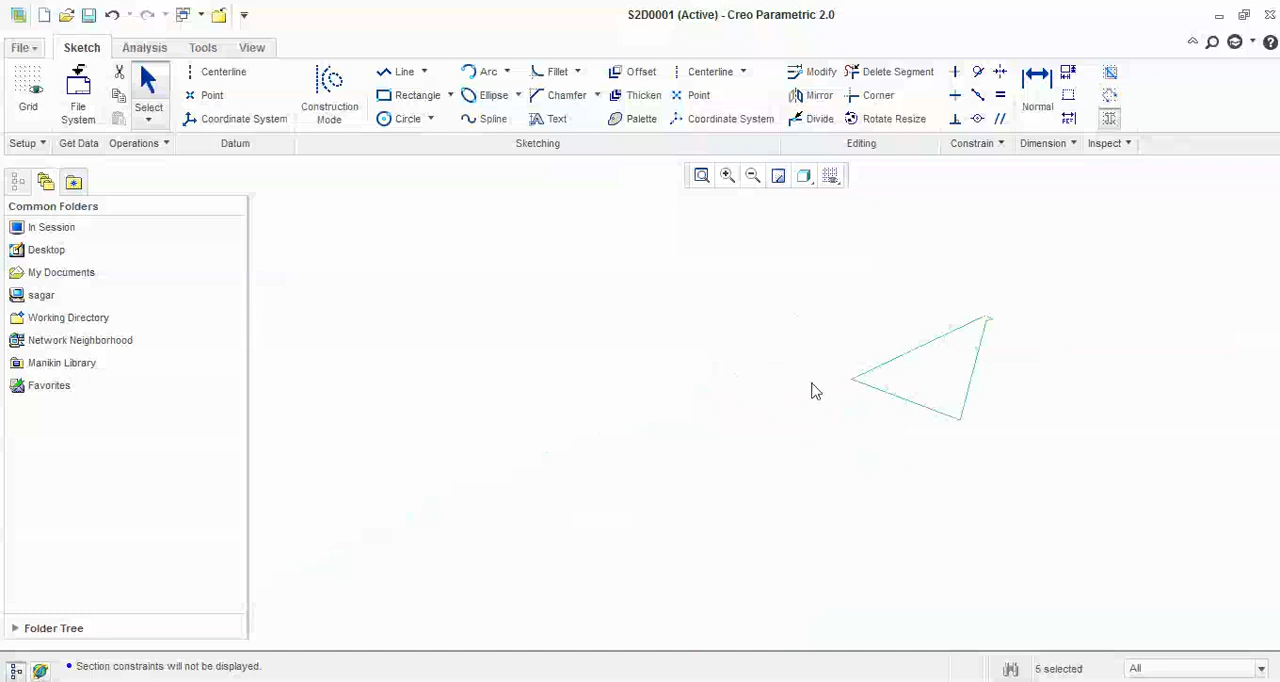 S2D0001 (Active) - Creo Parametric 2.0
File Sketch Analysis Tools View
Grid
File System
Select
Centerline
Point
Coordinate System
Construction Mode
Line Arc Fillet Offset Centerline
Rectangle Ellipse Chamfer Thicken Point
Circle Spline Text Palette Coordinate System
Modify Delete Segment
Mirror Corner
Divide Rotate Resize
Normal
Setup Get Data Operations Datum Sketching Editing Constrain Dimension Inspect
Common Folders
In Session
Desktop
My Documents
sagar
Working Directory
Network Neighborhood
Manikin Library
Favorites
Folder Tree
Section constraints will not be displayed.
5 selected
All